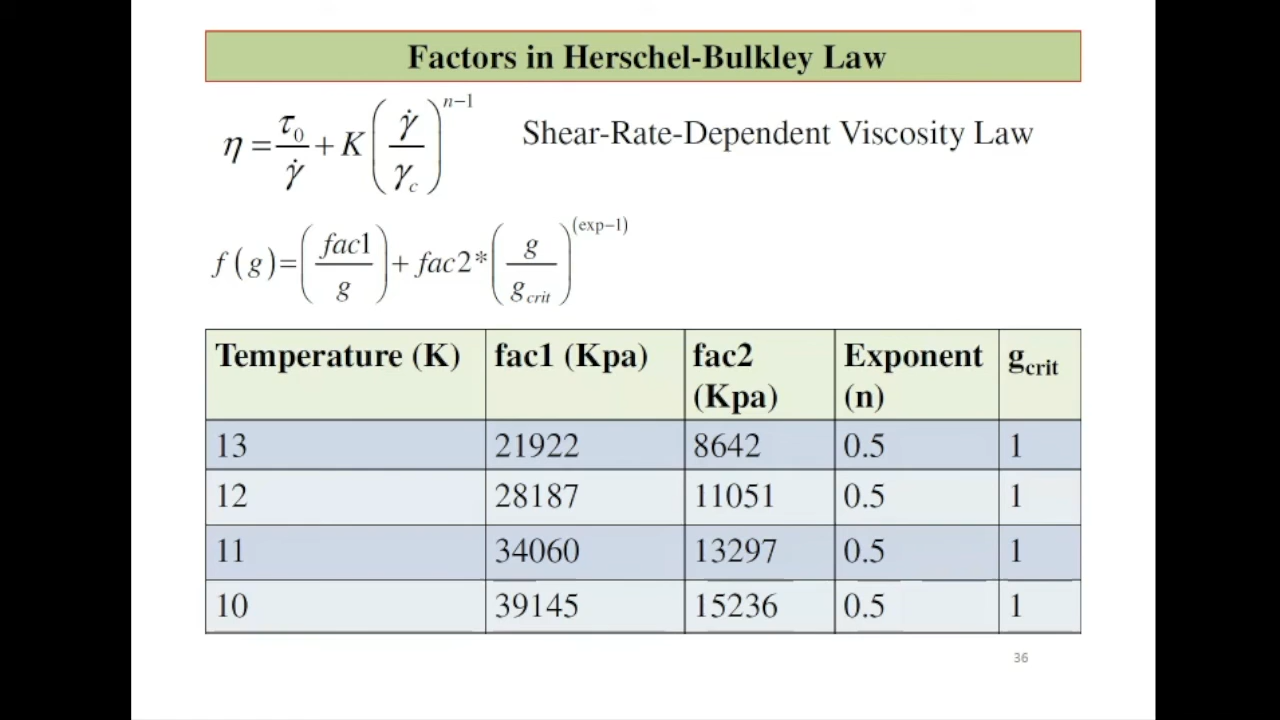 Factors in Herschel-Bulkley Law
η = τ₀/γ̇ + K (γ̇/γ_c)^(n−1)
Shear-Rate-Dependent Viscosity Law
f(g)=(fac1/g) + fac2*(g/g_crit)^(exp−1)
Temperature (K) fac1 (Kpa) fac2 (Kpa) Exponent (n) g_crit
13 21922 8642 0.5 1
12 28187 11051 0.5 1
11 34060 13297 0.5 1
10 39145 15236 0.5 1
36